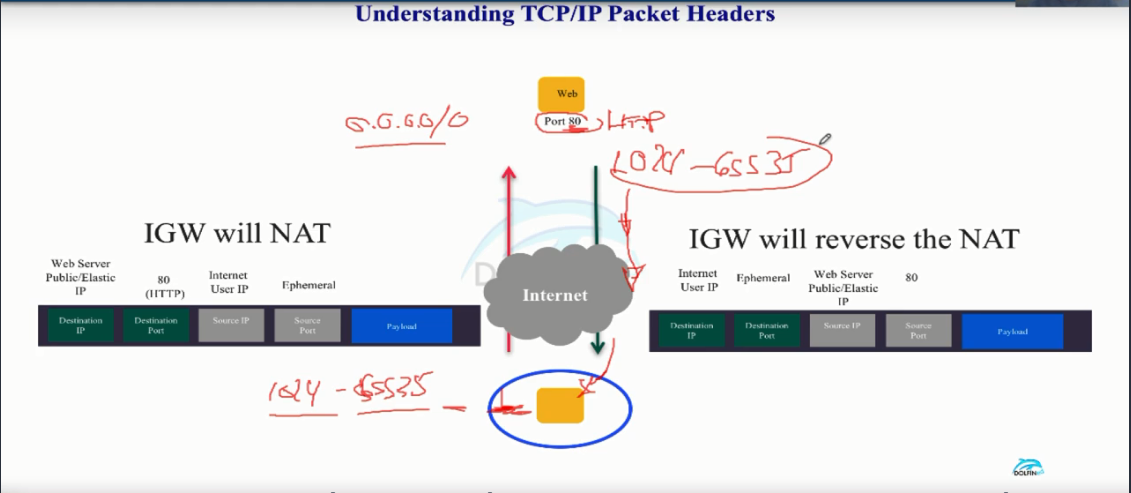 Understanding TCP/IP Packet Headers
Web
Port 80
HTTP
0.0.0.0/0
1024 - 65535
IGW will NAT
IGW will reverse the NAT
Web Server
Public/Elastic
IP
80
(HTTP)
Internet
User IP
Ephemeral
Destination
IP
Destination
Port
Source IP
Source
Port
Payload
Internet
Internet
User IP
Ephemeral
Web Server
Public/Elastic
IP
80
Destination
IP
Destination
Port
Source IP
Source
Port
Payload
1024 - 65535
DOLFIN